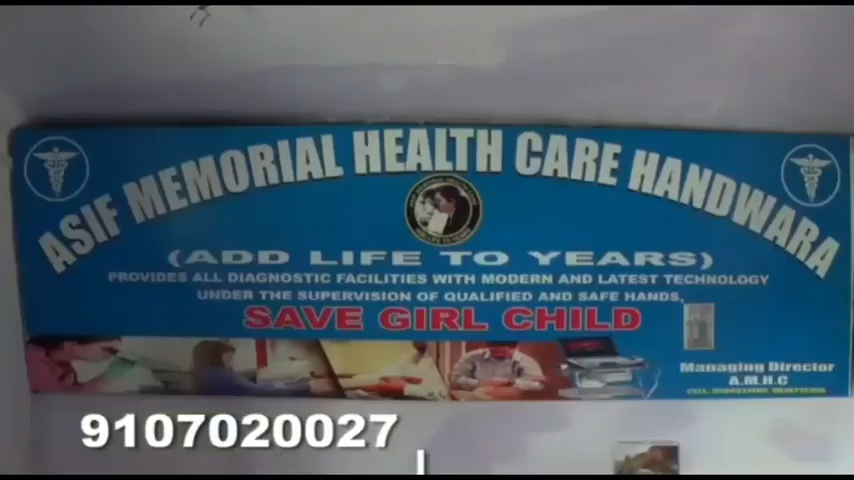 ASIF MEMORIAL HEALTH CARE HANDWARA
(ADD LIFE TO YEARS)
PROVIDES ALL DIAGNOSTIC FACILITIES WITH MODERN AND LATEST TECHNOLOGY
UNDER THE SUPERVISION OF QUALIFIED AND SAFE HANDS,
SAVE GIRL CHILD
Managing Director
A.M.H.C
9107020027